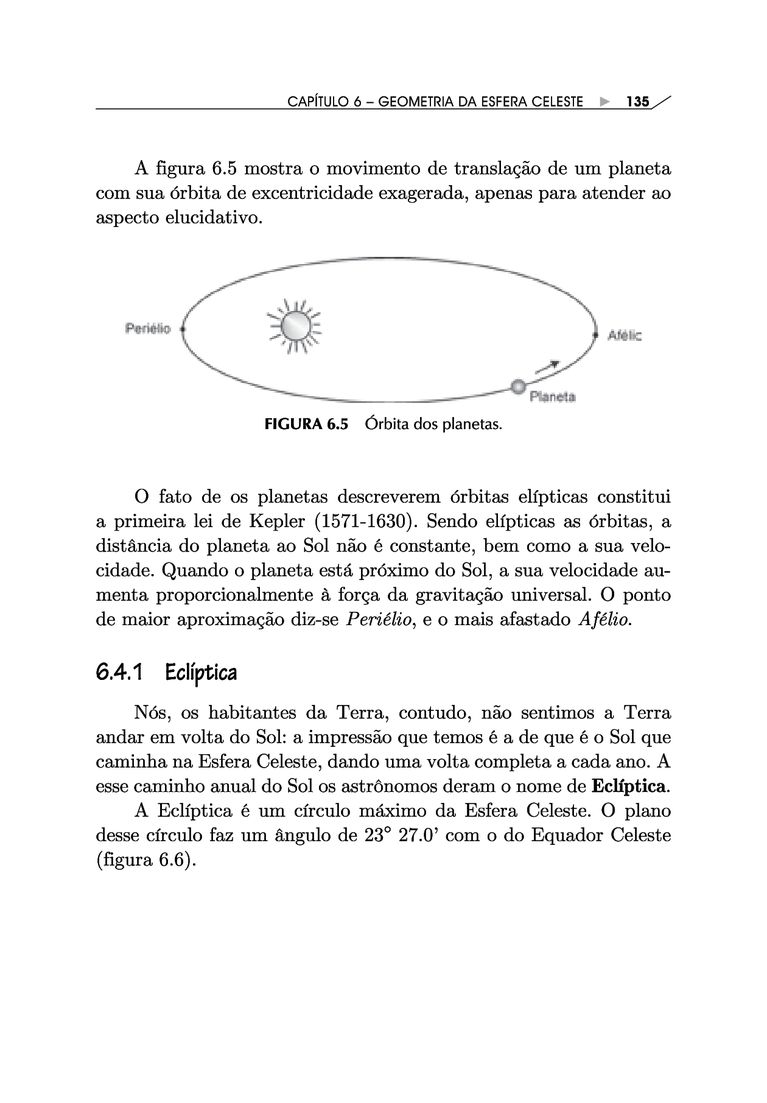 CAPÍTULO 6 – GEOMETRIA DA ESFERA CELESTE ► 135
A figura 6.5 mostra o movimento de translação de um planeta
com sua órbita de excentricidade exagerada, apenas para atender ao
aspecto elucidativo.
Periélio
Afélic
Planeta
FIGURA 6.5 Órbita dos planetas.
O fato de os planetas descreverem órbitas elípticas constitui
a primeira lei de Kepler (1571-1630). Sendo elípticas as órbitas, a
distância do planeta ao Sol não é constante, bem como a sua velo-
cidade. Quando o planeta está próximo do Sol, a sua velocidade au-
menta proporcionalmente à força da gravitação universal. O ponto
de maior aproximação diz-se Periélio, e o mais afastado Afélio.
6.4.1 Eclíptica
Nós, os habitantes da Terra, contudo, não sentimos a Terra
andar em volta do Sol: a impressão que temos é a de que é o Sol que
caminha na Esfera Celeste, dando uma volta completa a cada ano. A
esse caminho anual do Sol os astrônomos deram o nome de Eclíptica.
A Eclíptica é um círculo máximo da Esfera Celeste. O plano
desse círculo faz um ângulo de 23° 27.0’ com o do Equador Celeste
(figura 6.6).